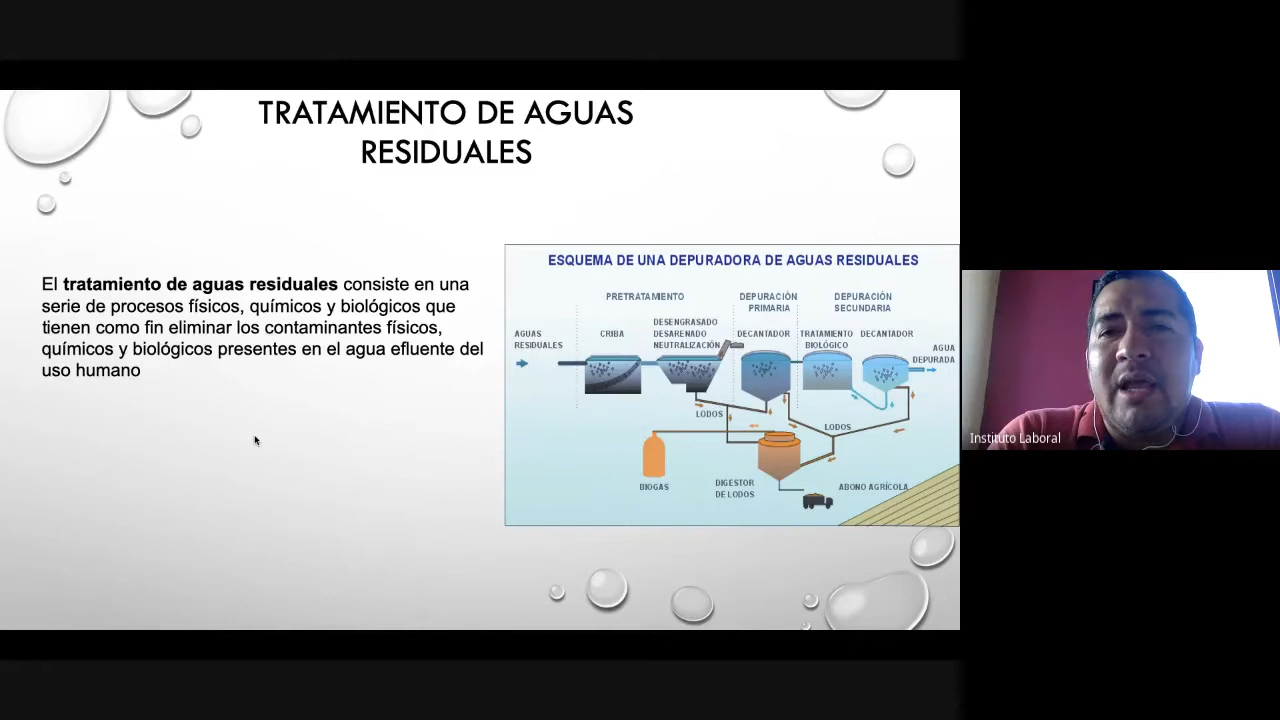 TRATAMIENTO DE AGUAS
RESIDUALES
El tratamiento de aguas residuales consiste en una
serie de procesos físicos, químicos y biológicos que
tienen como fin eliminar los contaminantes físicos,
químicos y biológicos presentes en el agua efluente del
uso humano
ESQUEMA DE UNA DEPURADORA DE AGUAS RESIDUALES
PRETRATAMIENTO
DEPURACIÓN
PRIMARIA
DEPURACIÓN
SECUNDARIA
AGUAS
RESIDUALES
CRIBA
DESENGRASADO
DESARENADO
NEUTRALIZACIÓN
DECANTADOR
TRATAMIENTO
BIOLÓGICO
DECANTADOR
AGUA
DEPURADA
LODOS
LODOS
BIOGAS
DIGESTOR
DE LODOS
ABONO AGRÍCOLA
Instituto Laboral